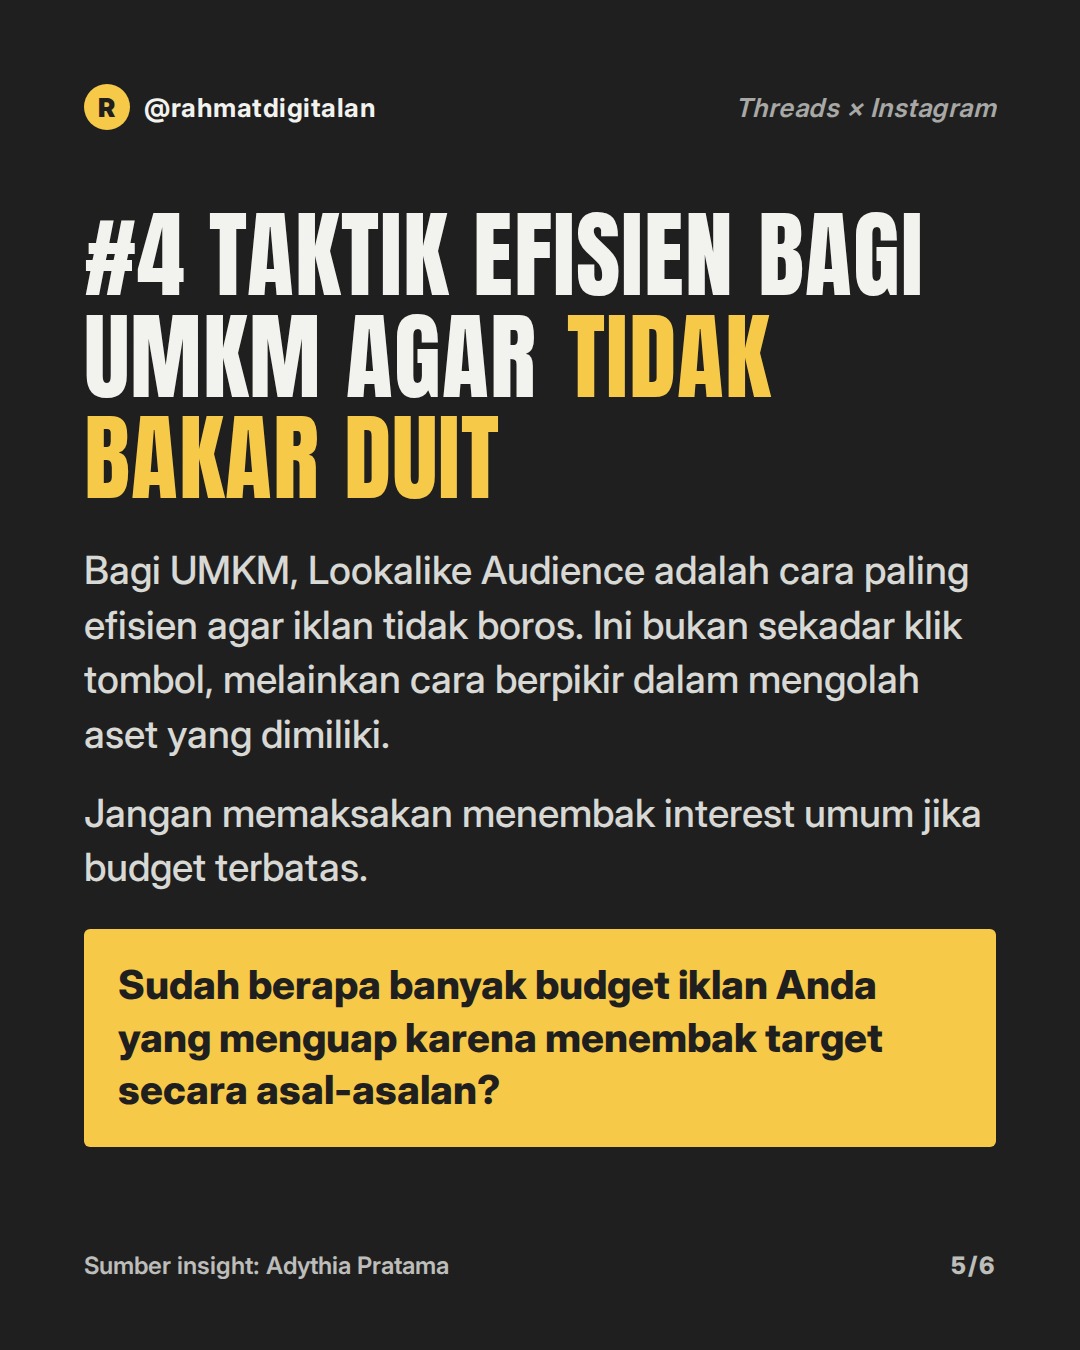 R @rahmatdigitalan
Threads × Instagram
#4 TAKTIK EFISIEN BAGI
UMKM AGAR TIDAK
BAKAR DUIT
Bagi UMKM, Lookalike Audience adalah cara paling
efisien agar iklan tidak boros. Ini bukan sekadar klik
tombol, melainkan cara berpikir dalam mengolah
aset yang dimiliki.
Jangan memaksakan menembak interest umum jika
budget terbatas.
Sudah berapa banyak budget iklan Anda
yang menguap karena menembak target
secara asal-asalan?
Sumber insight: Adythia Pratama
5/6